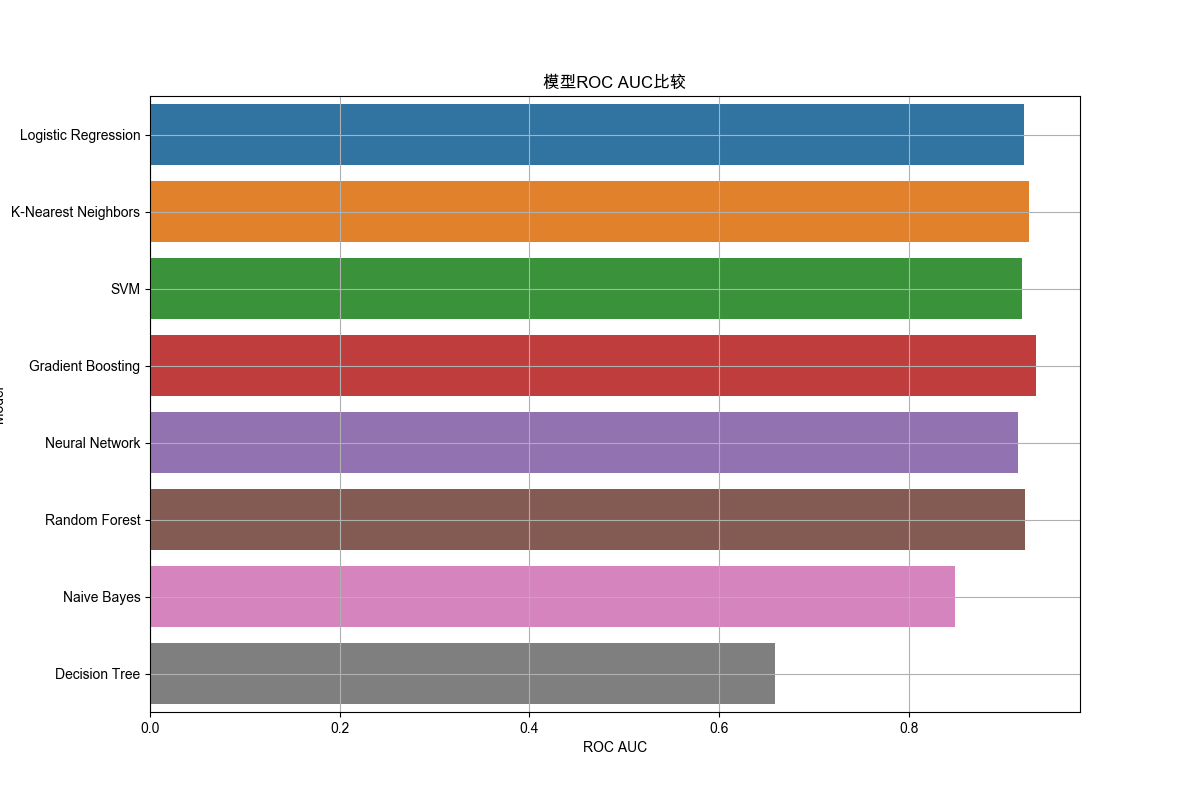 模型ROC AUC比较
Logistic Regression
K-Nearest Neighbors
SVM
Gradient Boosting
Neural Network
Random Forest
Naive Bayes
Decision Tree
0.0 0.2 0.4 0.6 0.8
ROC AUC